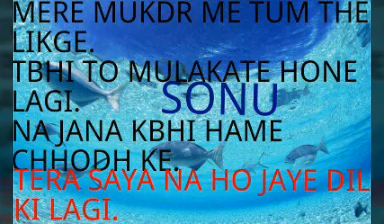 MERE MUKDR ME TUM THE
LIKGE.
TBHI TO MULAKATE HONE
LAGI.
SONU
NA JANA KBHI HAME
CHHODH KE.
TERA SAYA NA HO JAYE DIL
KI LAGI.